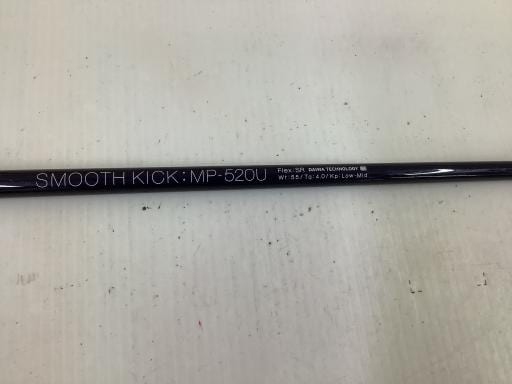 SMOOTH KICK : MP-520U
Flex:SR DAIWA TECHNOLOGY
Wt:55/Tq:4.0/Kp:Low-Mid